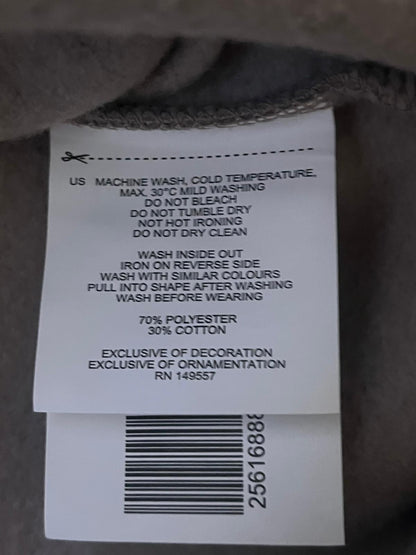 US MACHINE WASH, COLD TEMPERATURE,
MAX. 30°C MILD WASHING
DO NOT BLEACH
DO NOT TUMBLE DRY
NOT HOT IRONING
DO NOT DRY CLEAN
WASH INSIDE OUT
IRON ON REVERSE SIDE
WASH WITH SIMILAR COLOURS
PULL INTO SHAPE AFTER WASHING
WASH BEFORE WEARING
70% POLYESTER
30% COTTON
EXCLUSIVE OF DECORATION
EXCLUSIVE OF ORNAMENTATION
RN 149557
25616888